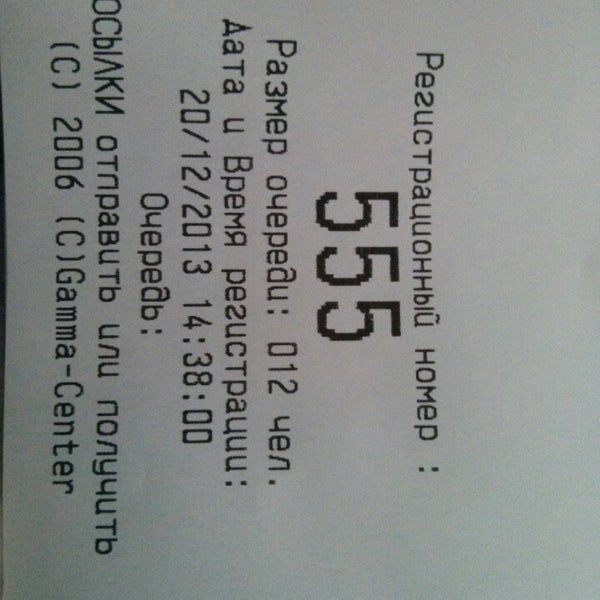 Регистрационный номер :
555
Размер очереди: 012 чел.
Дата и Время регистрации:
20/12/2013 14:38:00
Очередь:
ОСЫЛКИ отправить или получить
(C) 2006 (C)Gamma-Center